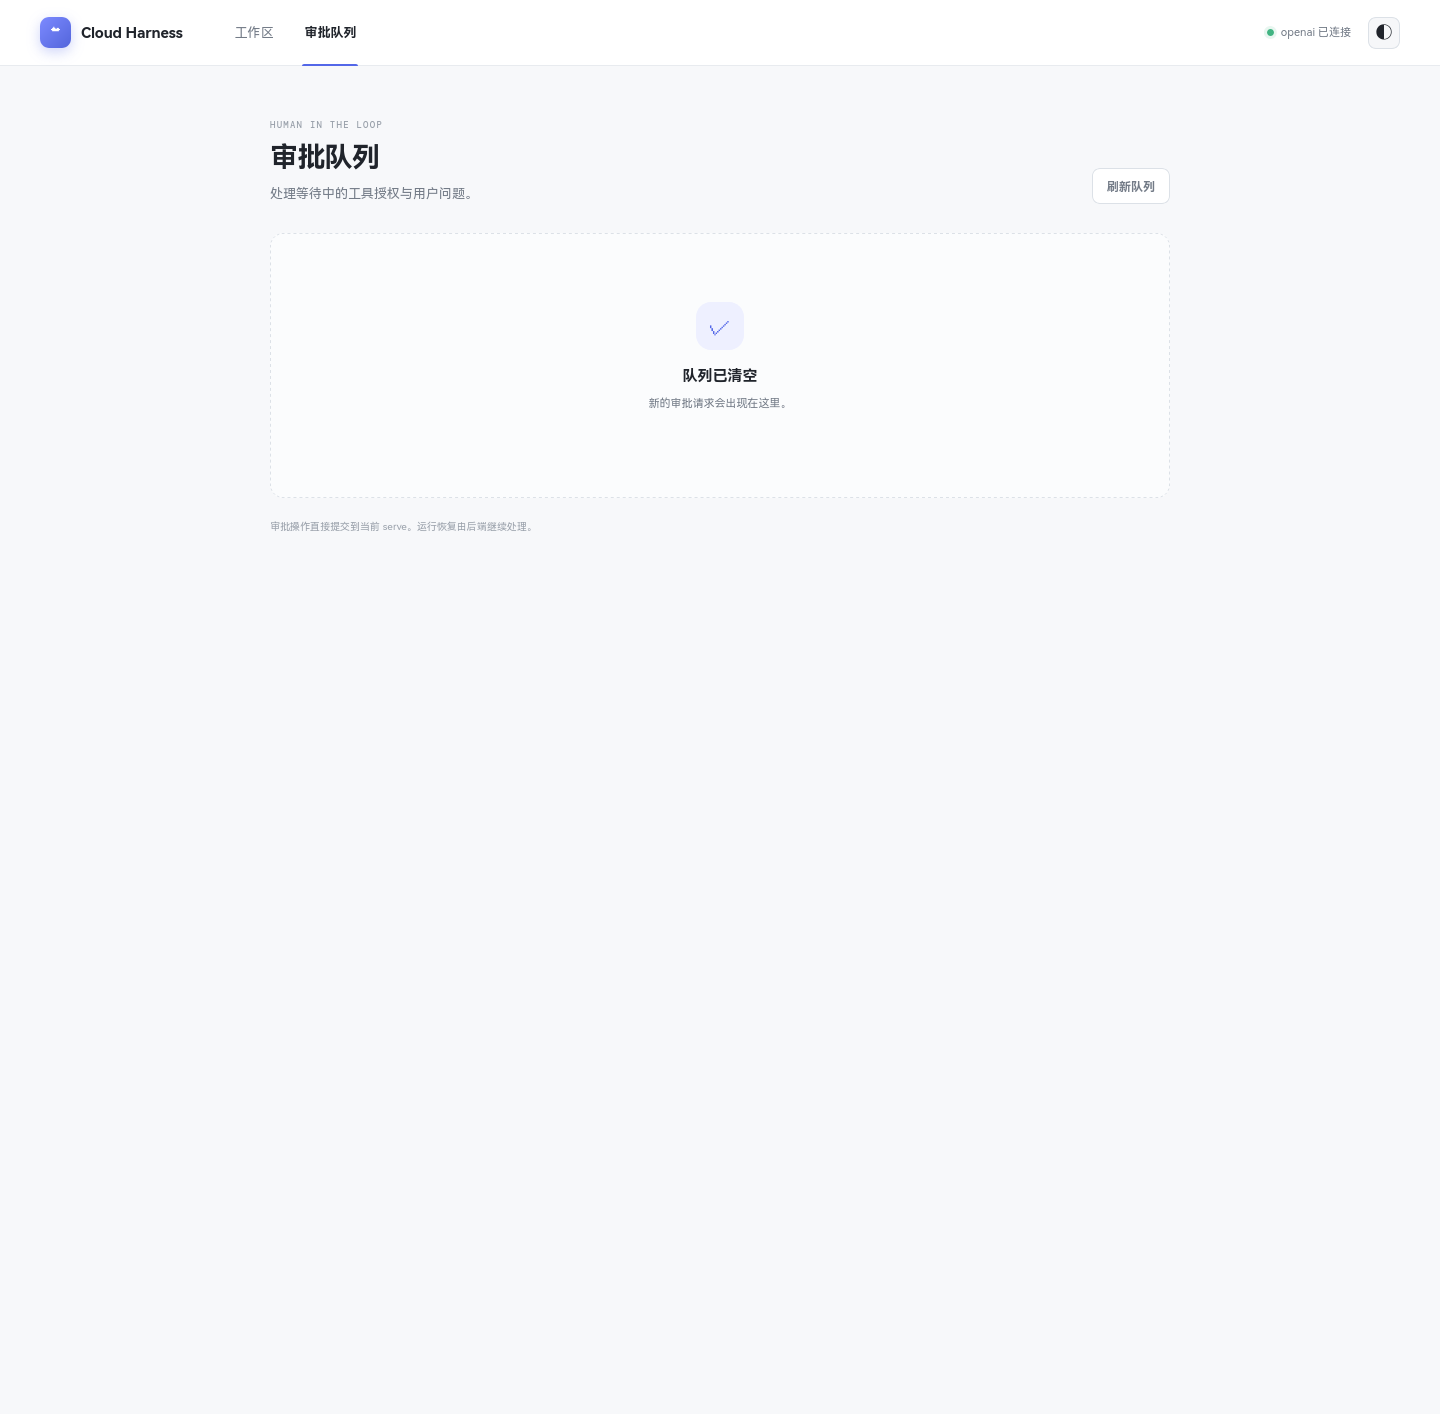 Cloud Harness
工作区
审批队列
openai 已连接
HUMAN IN THE LOOP
审批队列
处理等待中的工具授权与用户问题。
刷新队列
队列已清空
新的审批请求会出现在这里。
审批操作直接提交到当前 serve。运行恢复由后端继续处理。